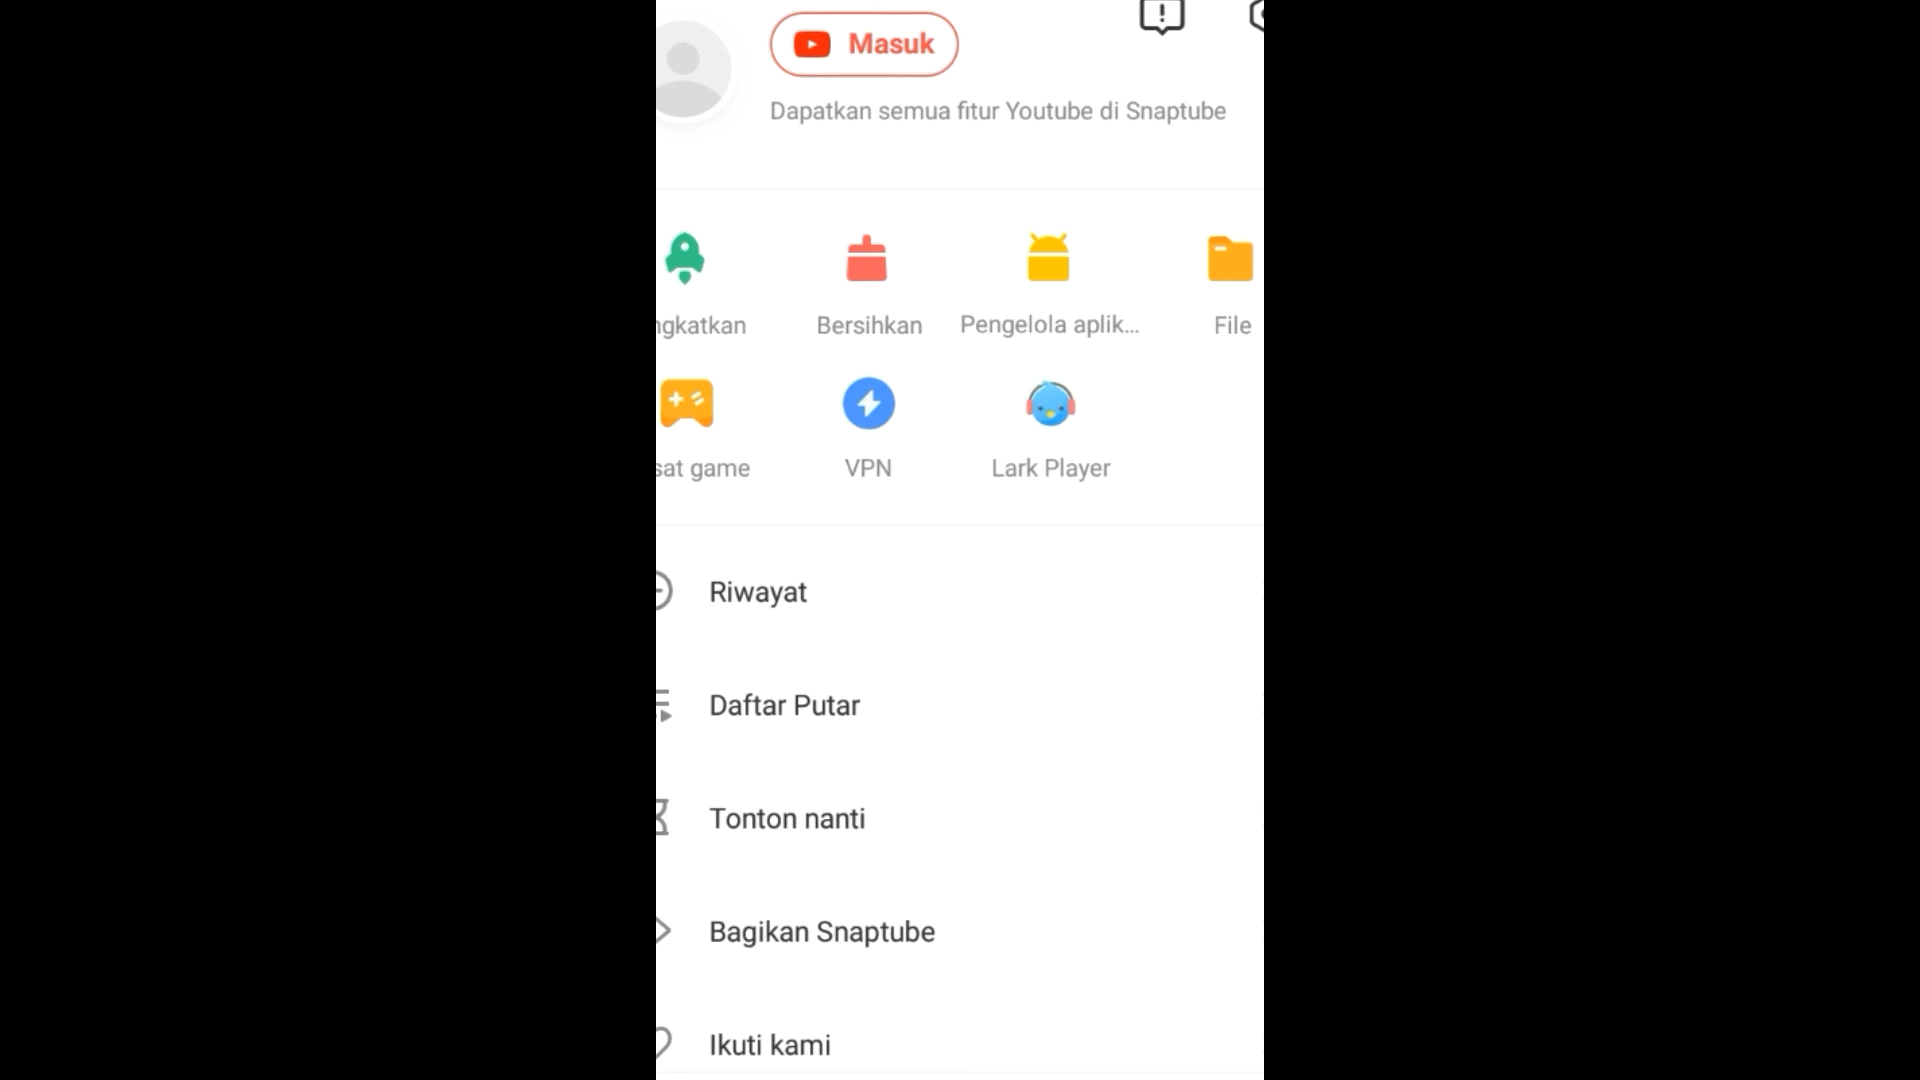 Masuk
Dapatkan semua fitur Youtube di Snaptube
ngkatkan
Bersihkan
Pengelola aplik...
File
sat game
VPN
Lark Player
Riwayat
Daftar Putar
Tonton nanti
Bagikan Snaptube
Ikuti kami